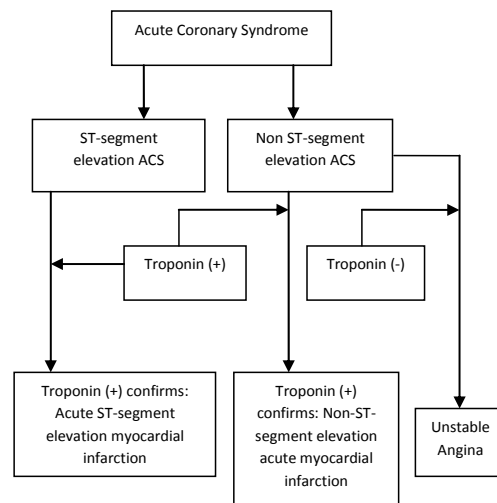 Acute Coronary Syndrome
ST-segment
elevation ACS
Non ST-segment
elevation ACS
Troponin (+)
Troponin (-)
Troponin (+) confirms:
Acute ST-segment
elevation myocardial
infarction
Troponin (+)
confirms: Non-ST-
segment elevation
acute myocardial
infarction
Unstable
Angina